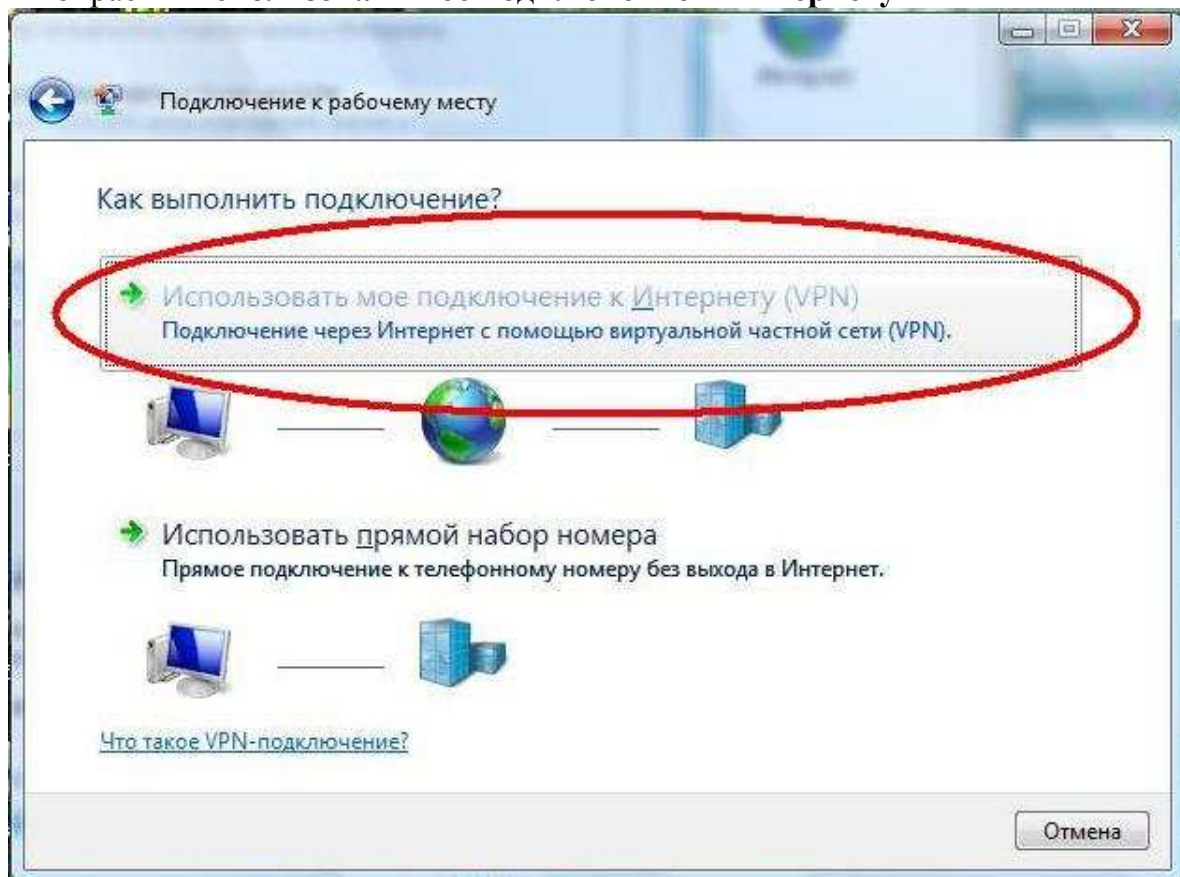 Подключение к рабочему месту
Как выполнить подключение?
Использовать мое подключение к Интернету (VPN)
Подключение через Интернет с помощью виртуальной частной сети (VPN).
Использовать прямой набор номера
Прямое подключение к телефонному номеру без выхода в Интернет.
Что такое VPN-подключение?
Отмена